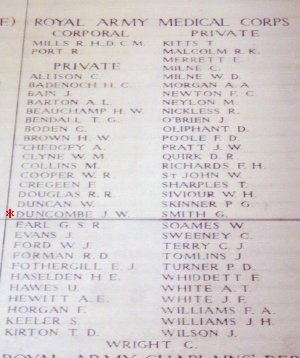 E) ROYAL ARMY MEDICAL CORPS
CORPORAL
MILLS R. H., D. C. M.
PORT R.
PRIVATE
ALLISON C.
BADENOCH H. C.
BAIN J.
BARTON A. L.
BEAUCHAMP H. W.
BENDALL T. G.
BODEN C.
BROWN H. W.
CHEDGEY A.
CLYNE W. M.
COLLINS M.
COOPER W. R.
CREGEEN F.
DOUGLAS R. R.
DUNCAN W.
* DUNCOMBE J. W.
EARL G. S. R.
EVANS J.
FORD W. J.
FORMAN R. D.
FOTHERGILL E. J.
HASELDEN H. E.
HAWES U.
HEWITT A. E.
HORGAN F.
KEELER S.
KIRTON T. D.
PRIVATE
KITTS T.
MALCOLM R. K.
MERRETT E.
MILNE C.
MILNE W. D.
MORGAN A. A.
NEWTON F. C.
NEYLON M.
NICKLESS R.
O'BRIEN J.
OLIPHANT D.
POOLE F. D.
PRATT J. W.
QUIRK D. R.
RICHARDS F. H.
ST JOHN W.
SHARPLES T.
SIVIOUR W. H.
SKINNER P. G.
SMITH G.
SOAMES W.
SWEENEY C.
TERRY C. J.
TOMLINS J.
TURNER P. D.
WHIDDETT F.
WHITE A. T.
WHITE J. F.
WILLIAMS F. A.
WILLIAMS J. H.
WILSON J.
WRIGHT C.
ROYAL ARMY